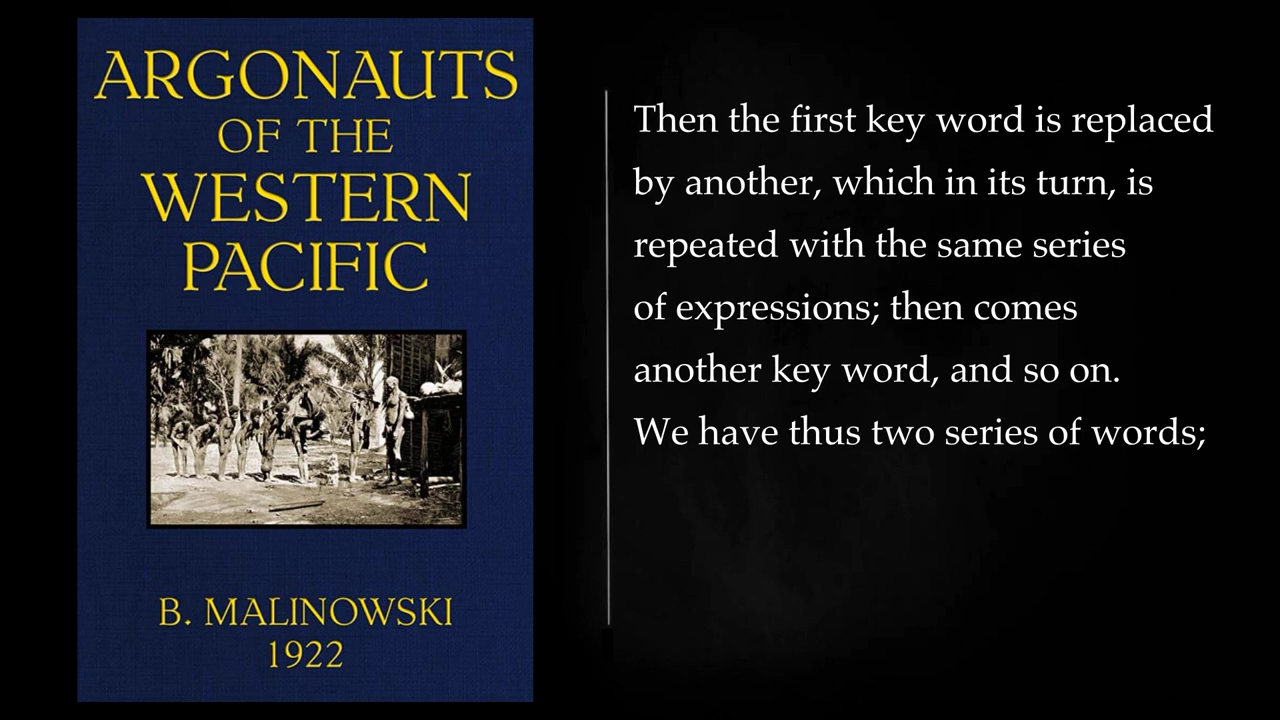 ARGONAUTS
OF THE
WESTERN
PACIFIC
B. MALINOWSKI
1922
Then the first key word is replaced
by another, which in its turn, is
repeated with the same series
of expressions; then comes
another key word, and so on.
We have thus two series of words;